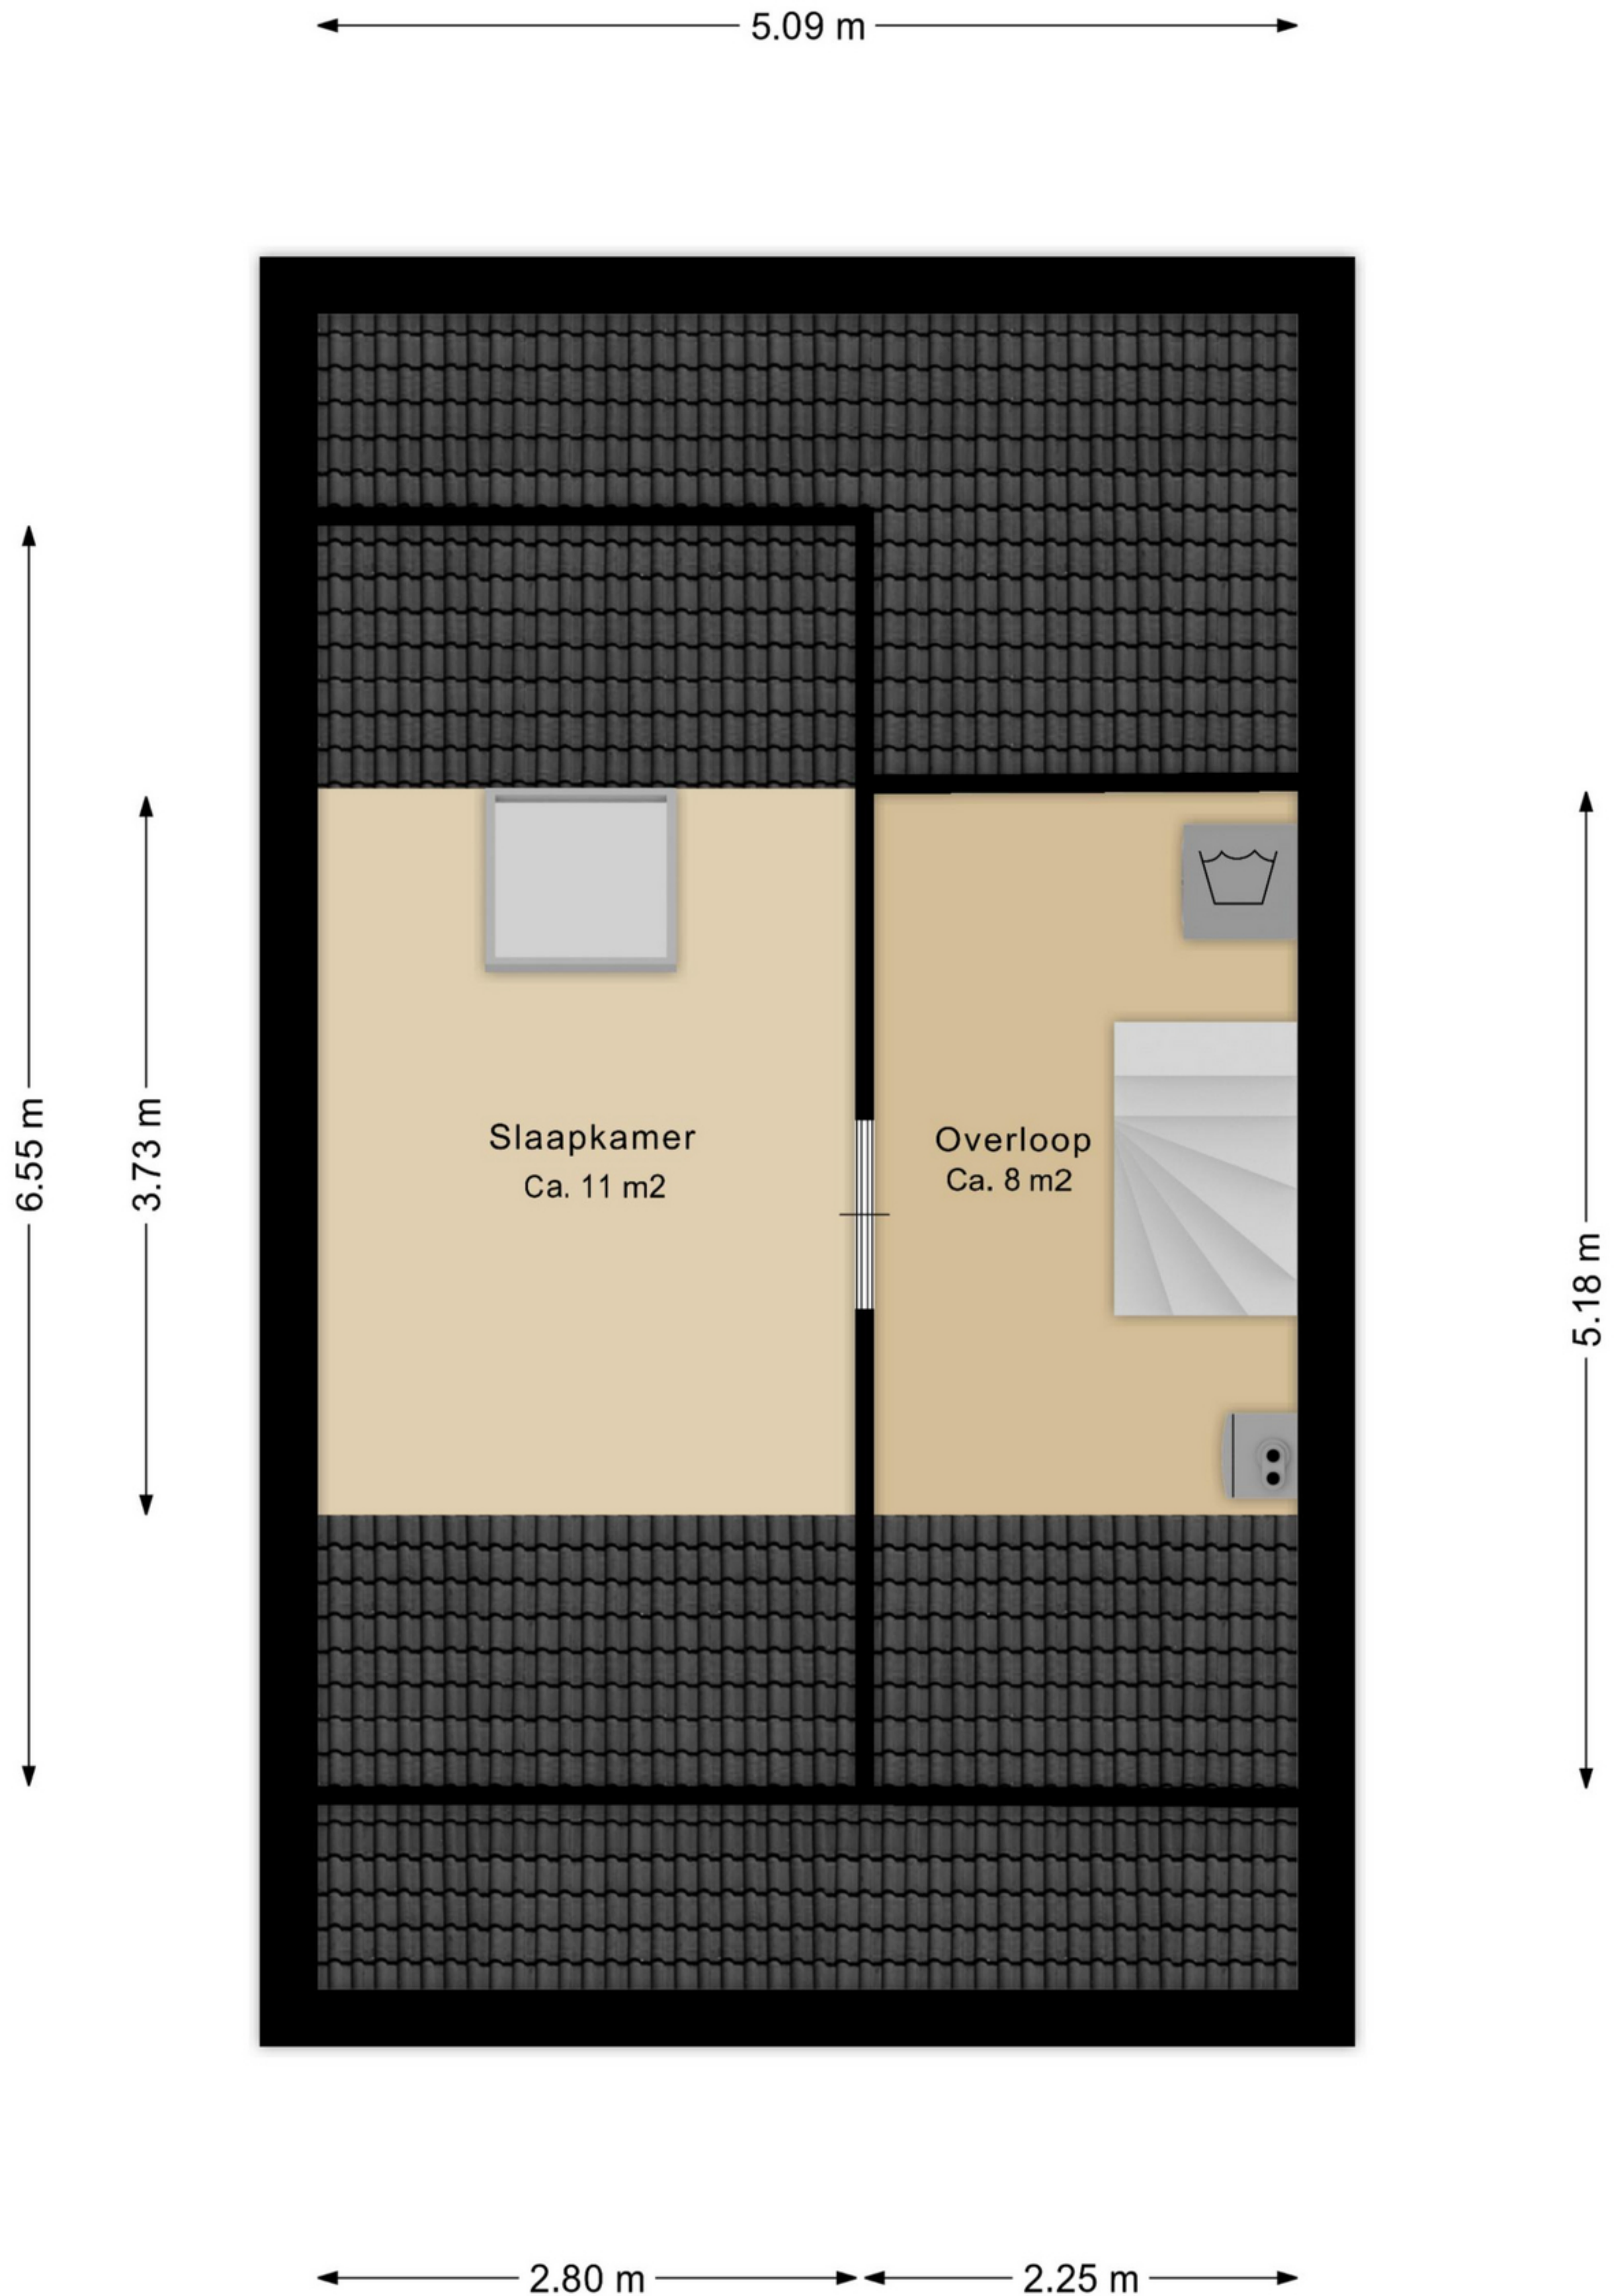 5.09 m
6.55 m
3.73 m
Slaapkamer
Ca. 11 m2
Overloop
Ca. 8 m2
5.18 m
2.80 m
2.25 m